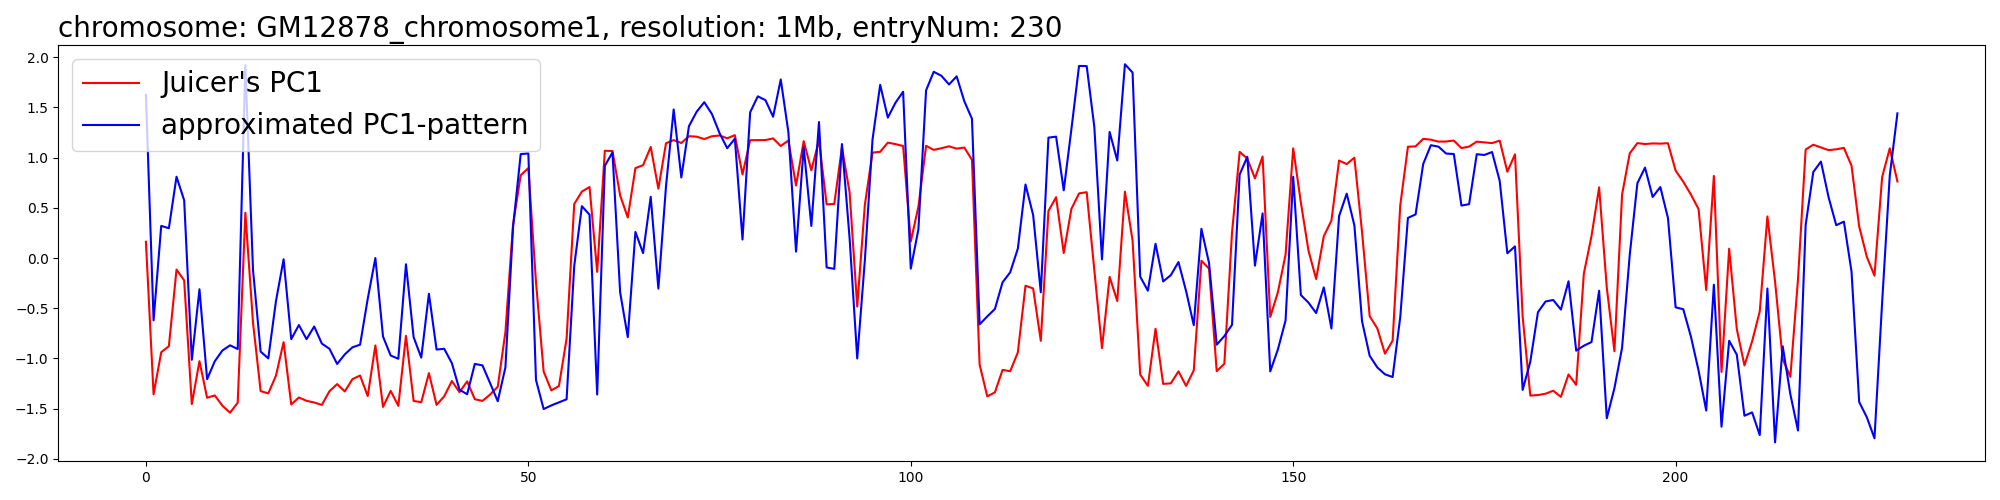 chromosome: GM12878_chromosome1, resolution: 1Mb, entryNum: 230
2.0
1.5
1.0
0.5
0.0
−0.5
−1.0
−1.5
−2.0
Juicer's PC1
approximated PC1-pattern
0 50 100 150 200